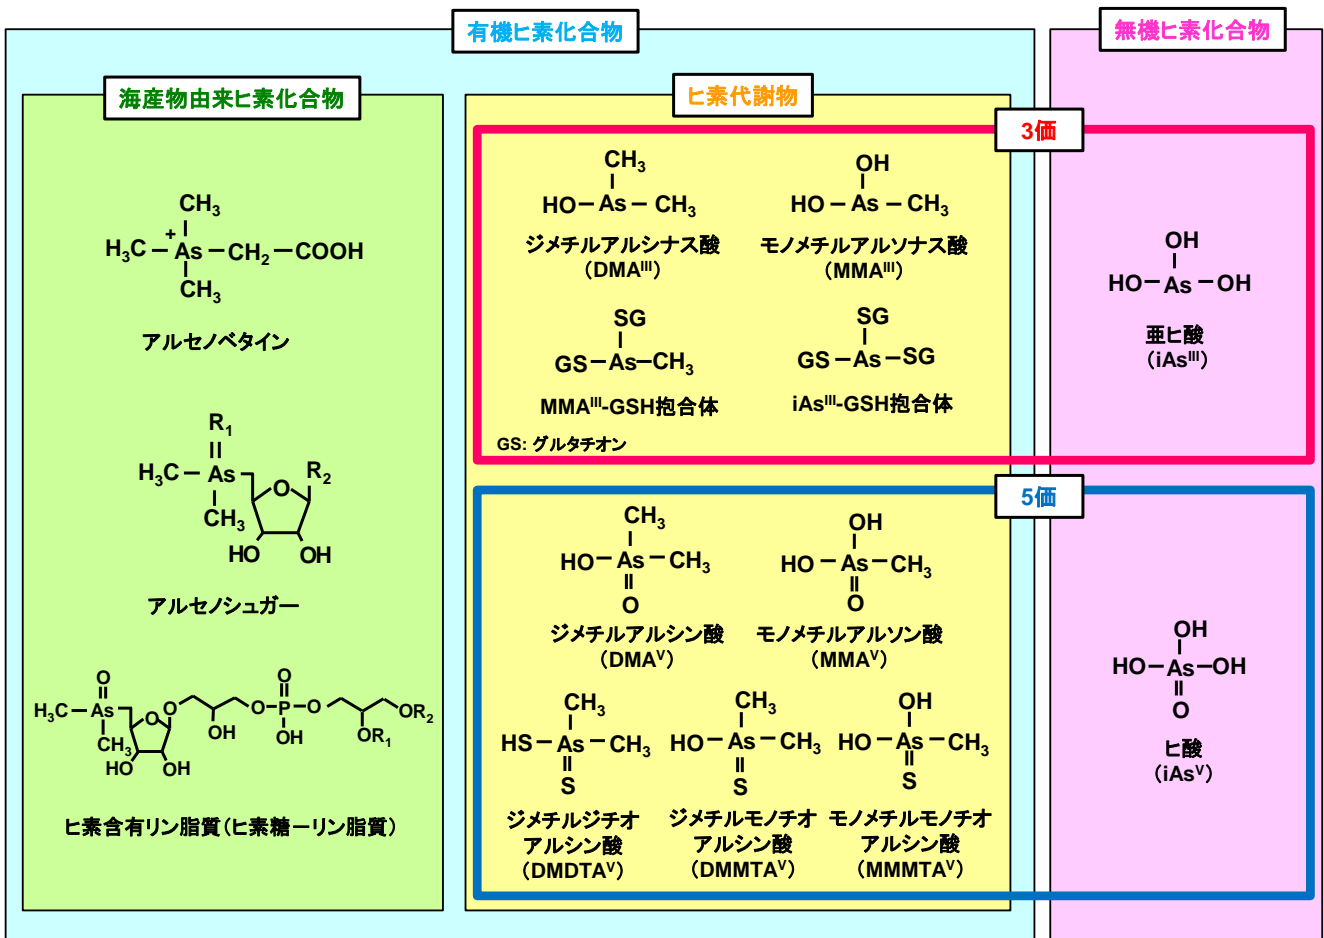 有機ヒ素化合物
無機ヒ素化合物
海産物由来ヒ素化合物
ヒ素代謝物
3価
CH₃
H₃C－As⁺－CH₂－COOH
CH₃
アルセノベタイン
R₁
H₃C－As
O
R₂
CH₃
HO
OH
アルセノシュガー
O
H₃C－As
CH₃
O
O
HO
OH
OH
O
O－P－O
OH
OR₁
OR₂
ヒ素含有リン脂質（ヒ素糖－リン脂質）
CH₃
HO－As－CH₃
ジメチルアルシナス酸
（DMAᴵᴵᴵ）
OH
HO－As－CH₃
モノメチルアルソナス酸
（MMAᴵᴵᴵ）
SG
GS－As－CH₃
MMAᴵᴵᴵ-GSH抱合体
SG
GS－As－SG
iAsᴵᴵᴵ-GSH抱合体
GS: グルタチオン
OH
HO－As－OH
亜ヒ酸
（iAsᴵᴵᴵ）
5価
CH₃
HO－As－CH₃
O
ジメチルアルシン酸
（DMAⱽ）
OH
HO－As－CH₃
O
モノメチルアルソン酸
（MMAⱽ）
CH₃
HS－As－CH₃
S
ジメチルジチオ
アルシン酸
（DMDTAⱽ）
CH₃
HO－As－CH₃
S
ジメチルモノチオ
アルシン酸
（DMMTAⱽ）
OH
HO－As－CH₃
S
モノメチルモノチオ
アルシン酸
（MMMTAⱽ）
OH
HO－As－OH
O
ヒ酸
（iAsⱽ）